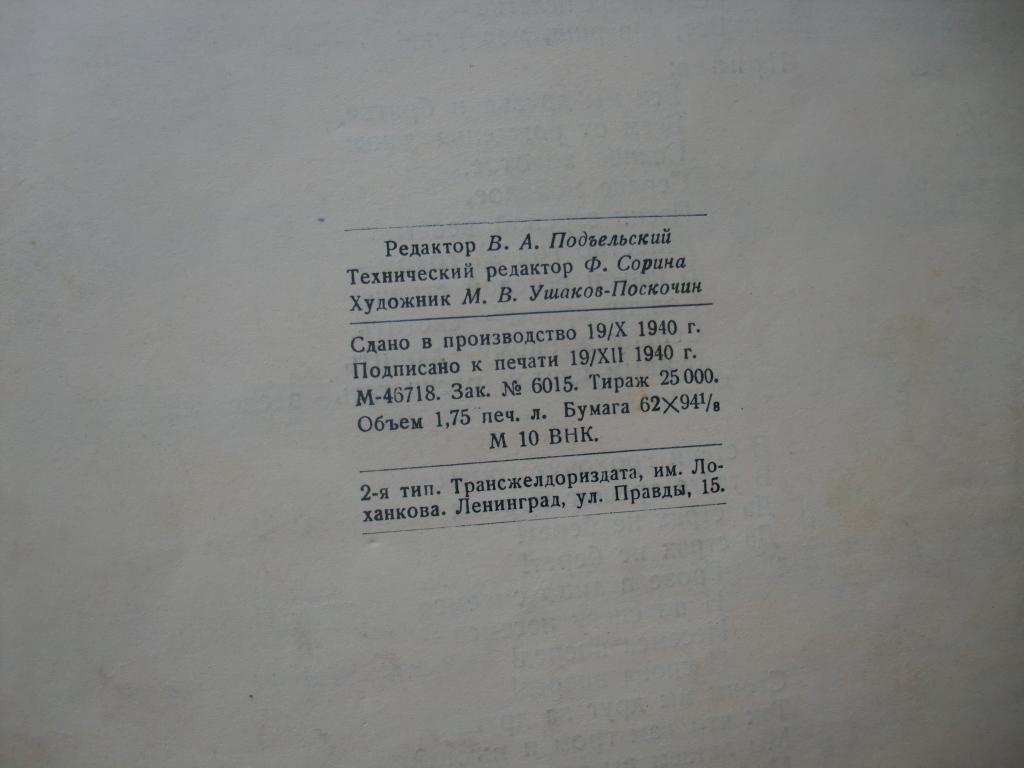 Редактор В. А. Подъельский
Технический редактор Ф. Сорина
Художник М. В. Ушаков-Поскочин
Сдано в производство 19/X 1940 г.
Подписано к печати 19/XII 1940 г.
М-46718. Зак. № 6015. Тираж 25 000.
Объем 1,75 печ. л. Бумага 62×94¹/₈
М 10 ВНК.
2-я тип. Трансжелдориздата, им. Ло-
ханкова. Ленинград, ул. Правды, 15.